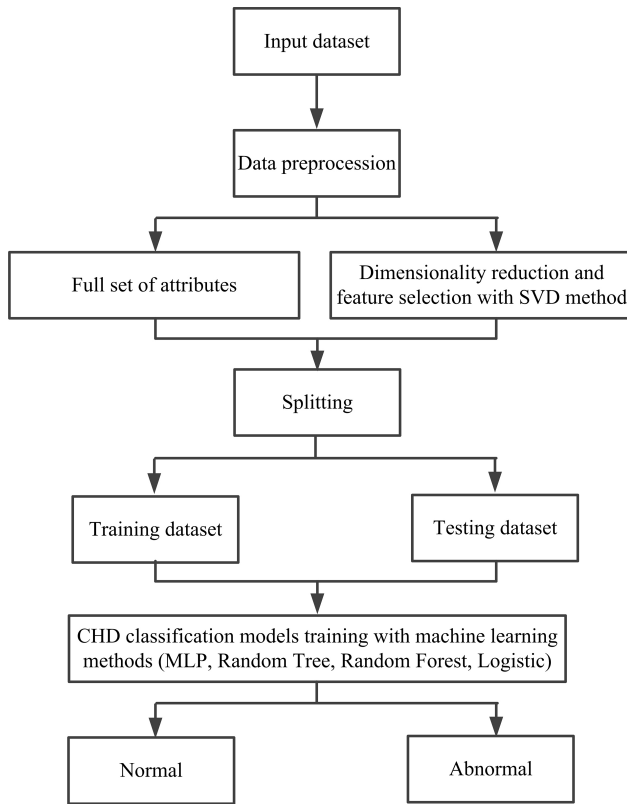 Input dataset
Data preprocession
Full set of attributes
Dimensionality reduction and
feature selection with SVD method
Splitting
Training dataset
Testing dataset
CHD classification models training with machine learning
methods (MLP, Random Tree, Random Forest, Logistic)
Normal
Abnormal